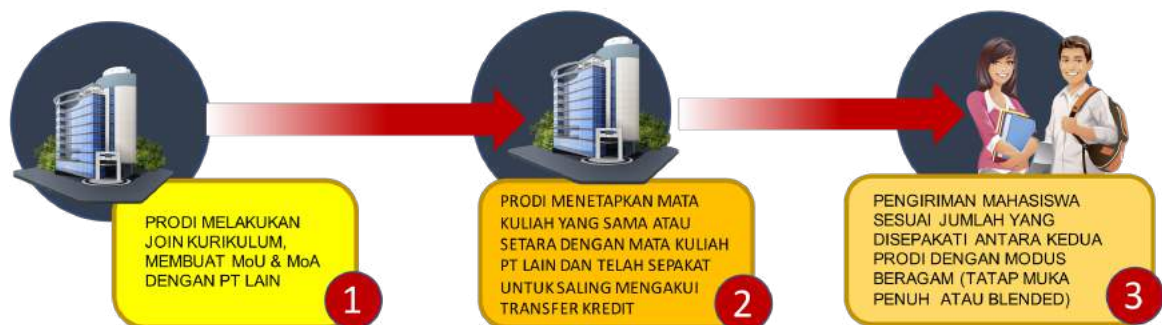 PRODI MELAKUKAN
JOIN KURIKULUM,
MEMBUAT MoU & MoA
DENGAN PT LAIN
1
PRODI MENETAPKAN MATA
KULIAH YANG SAMA ATAU
SETARA DENGAN MATA KULIAH
PT LAIN DAN TELAH SEPAKAT
UNTUK SALING MENGAKUI
TRANSFER KREDIT
2
PENGIRIMAN MAHASISWA
SESUAI JUMLAH YANG
DISEPAKATI ANTARA KEDUA
PRODI DENGAN MODUS
BERAGAM (TATAP MUKA
PENUH ATAU BLENDED)
3